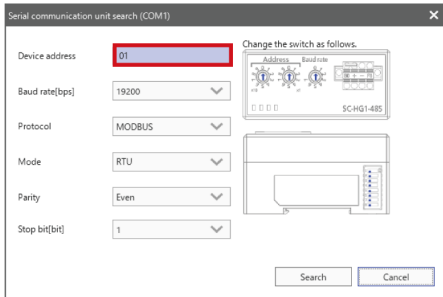 Serial communication unit search (COM1)
Device address
01
Baud rate[bps]
19200
Protocol
MODBUS
Mode
RTU
Parity
Even
Stop bit[bit]
1
Change the switch as follows.
Address
Baud rate
SC-HG1-485
Search
Cancel